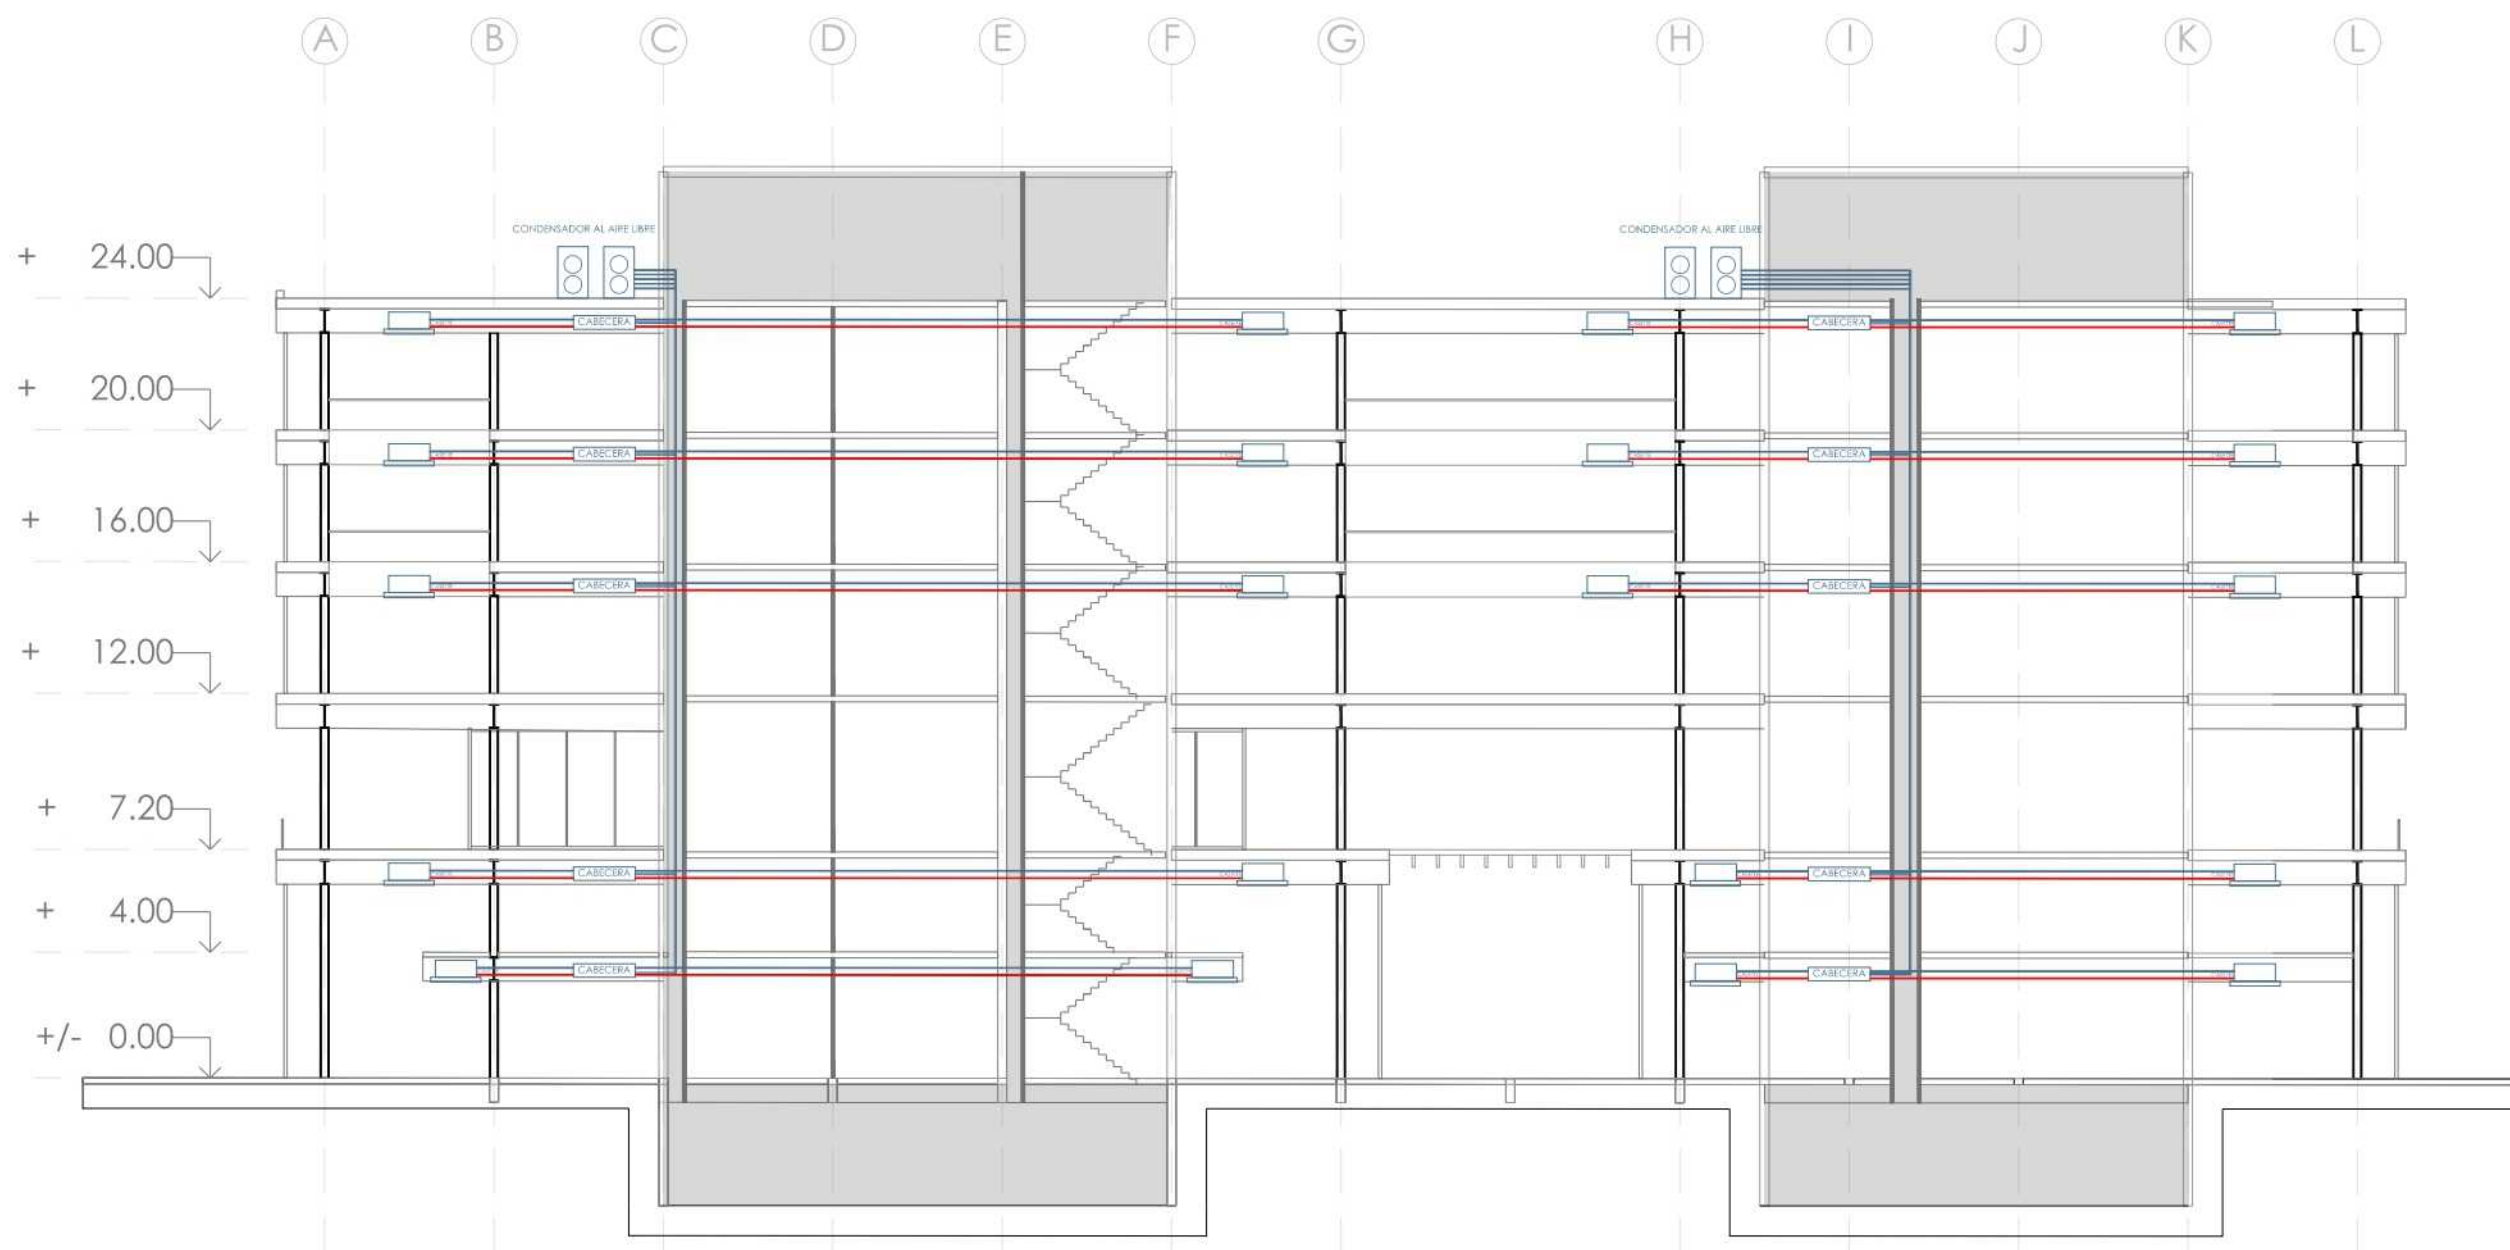 A B C D E F G H I J K L
CONDENSADOR AL AIRE LIBRE CONDENSADOR AL AIRE LIBRE
+ 24.00
CABECERA CABECERA
+ 20.00
CABECERA CABECERA
+ 16.00
CABECERA CABECERA
+ 12.00
+ 7.20
CABECERA CABECERA
+ 4.00
CABECERA CABECERA
+/- 0.00